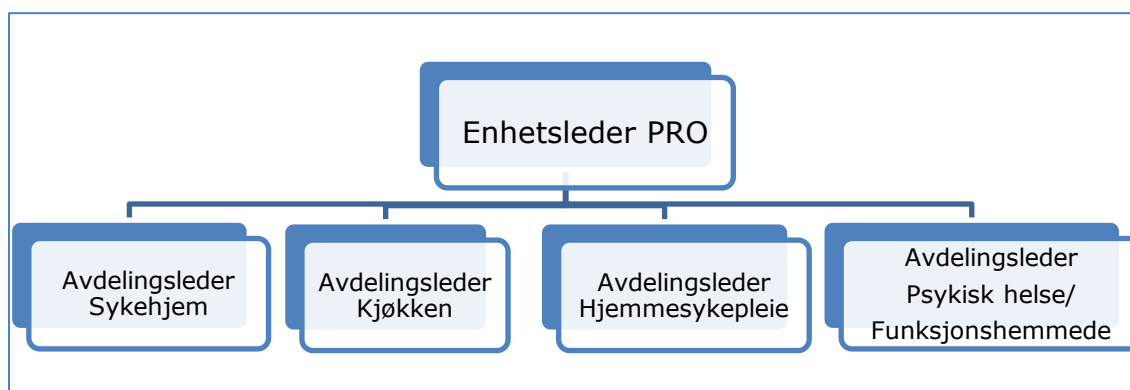 Enhetsleder PRO
Avdelingsleder
Sykehjem
Avdelingsleder
Kjøkken
Avdelingsleder
Hjemmesykepleie
Avdelingsleder
Psykisk helse/
Funksjonshemmede